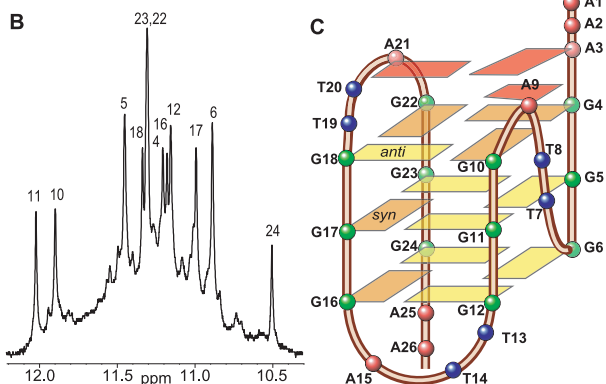 B
23,22
5
18
16
4
12
17
6
11
10
24
12.0
11.5
ppm
11.0
10.5
C
A1
A2
A3
A21
T20
T19
G22
A9
G4
G18
anti
G23
G10
T8
G5
syn
T7
G17
G11
G24
G6
G16
G12
A25
T13
A26
A15
T14